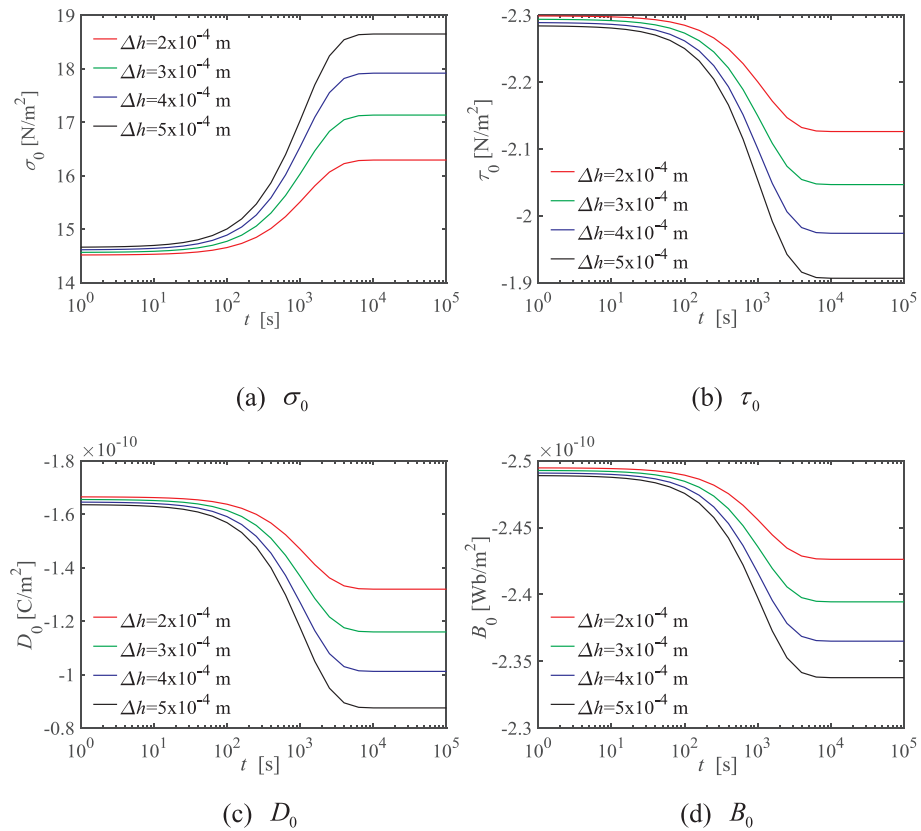 19
18
17
16
15
14
σ₀ [N/m²]
Δh=2x10⁻⁴ m
Δh=3x10⁻⁴ m
Δh=4x10⁻⁴ m
Δh=5x10⁻⁴ m
10⁰ 10¹ 10² 10³ 10⁴ 10⁵
t [s]
(a) σ₀
-2.3
-2.2
-2.1
-2
-1.9
τ₀ [N/m²]
Δh=2x10⁻⁴ m
Δh=3x10⁻⁴ m
Δh=4x10⁻⁴ m
Δh=5x10⁻⁴ m
10⁰ 10¹ 10² 10³ 10⁴ 10⁵
t [s]
(b) τ₀
×10⁻¹⁰
-1.8
-1.6
-1.4
-1.2
-1
-0.8
D₀ [C/m²]
Δh=2x10⁻⁴ m
Δh=3x10⁻⁴ m
Δh=4x10⁻⁴ m
Δh=5x10⁻⁴ m
10⁰ 10¹ 10² 10³ 10⁴ 10⁵
t [s]
(c) D₀
×10⁻¹⁰
-2.5
-2.45
-2.4
-2.35
-2.3
B₀ [Wb/m²]
Δh=2x10⁻⁴ m
Δh=3x10⁻⁴ m
Δh=4x10⁻⁴ m
Δh=5x10⁻⁴ m
10⁰ 10¹ 10² 10³ 10⁴ 10⁵
t [s]
(d) B₀